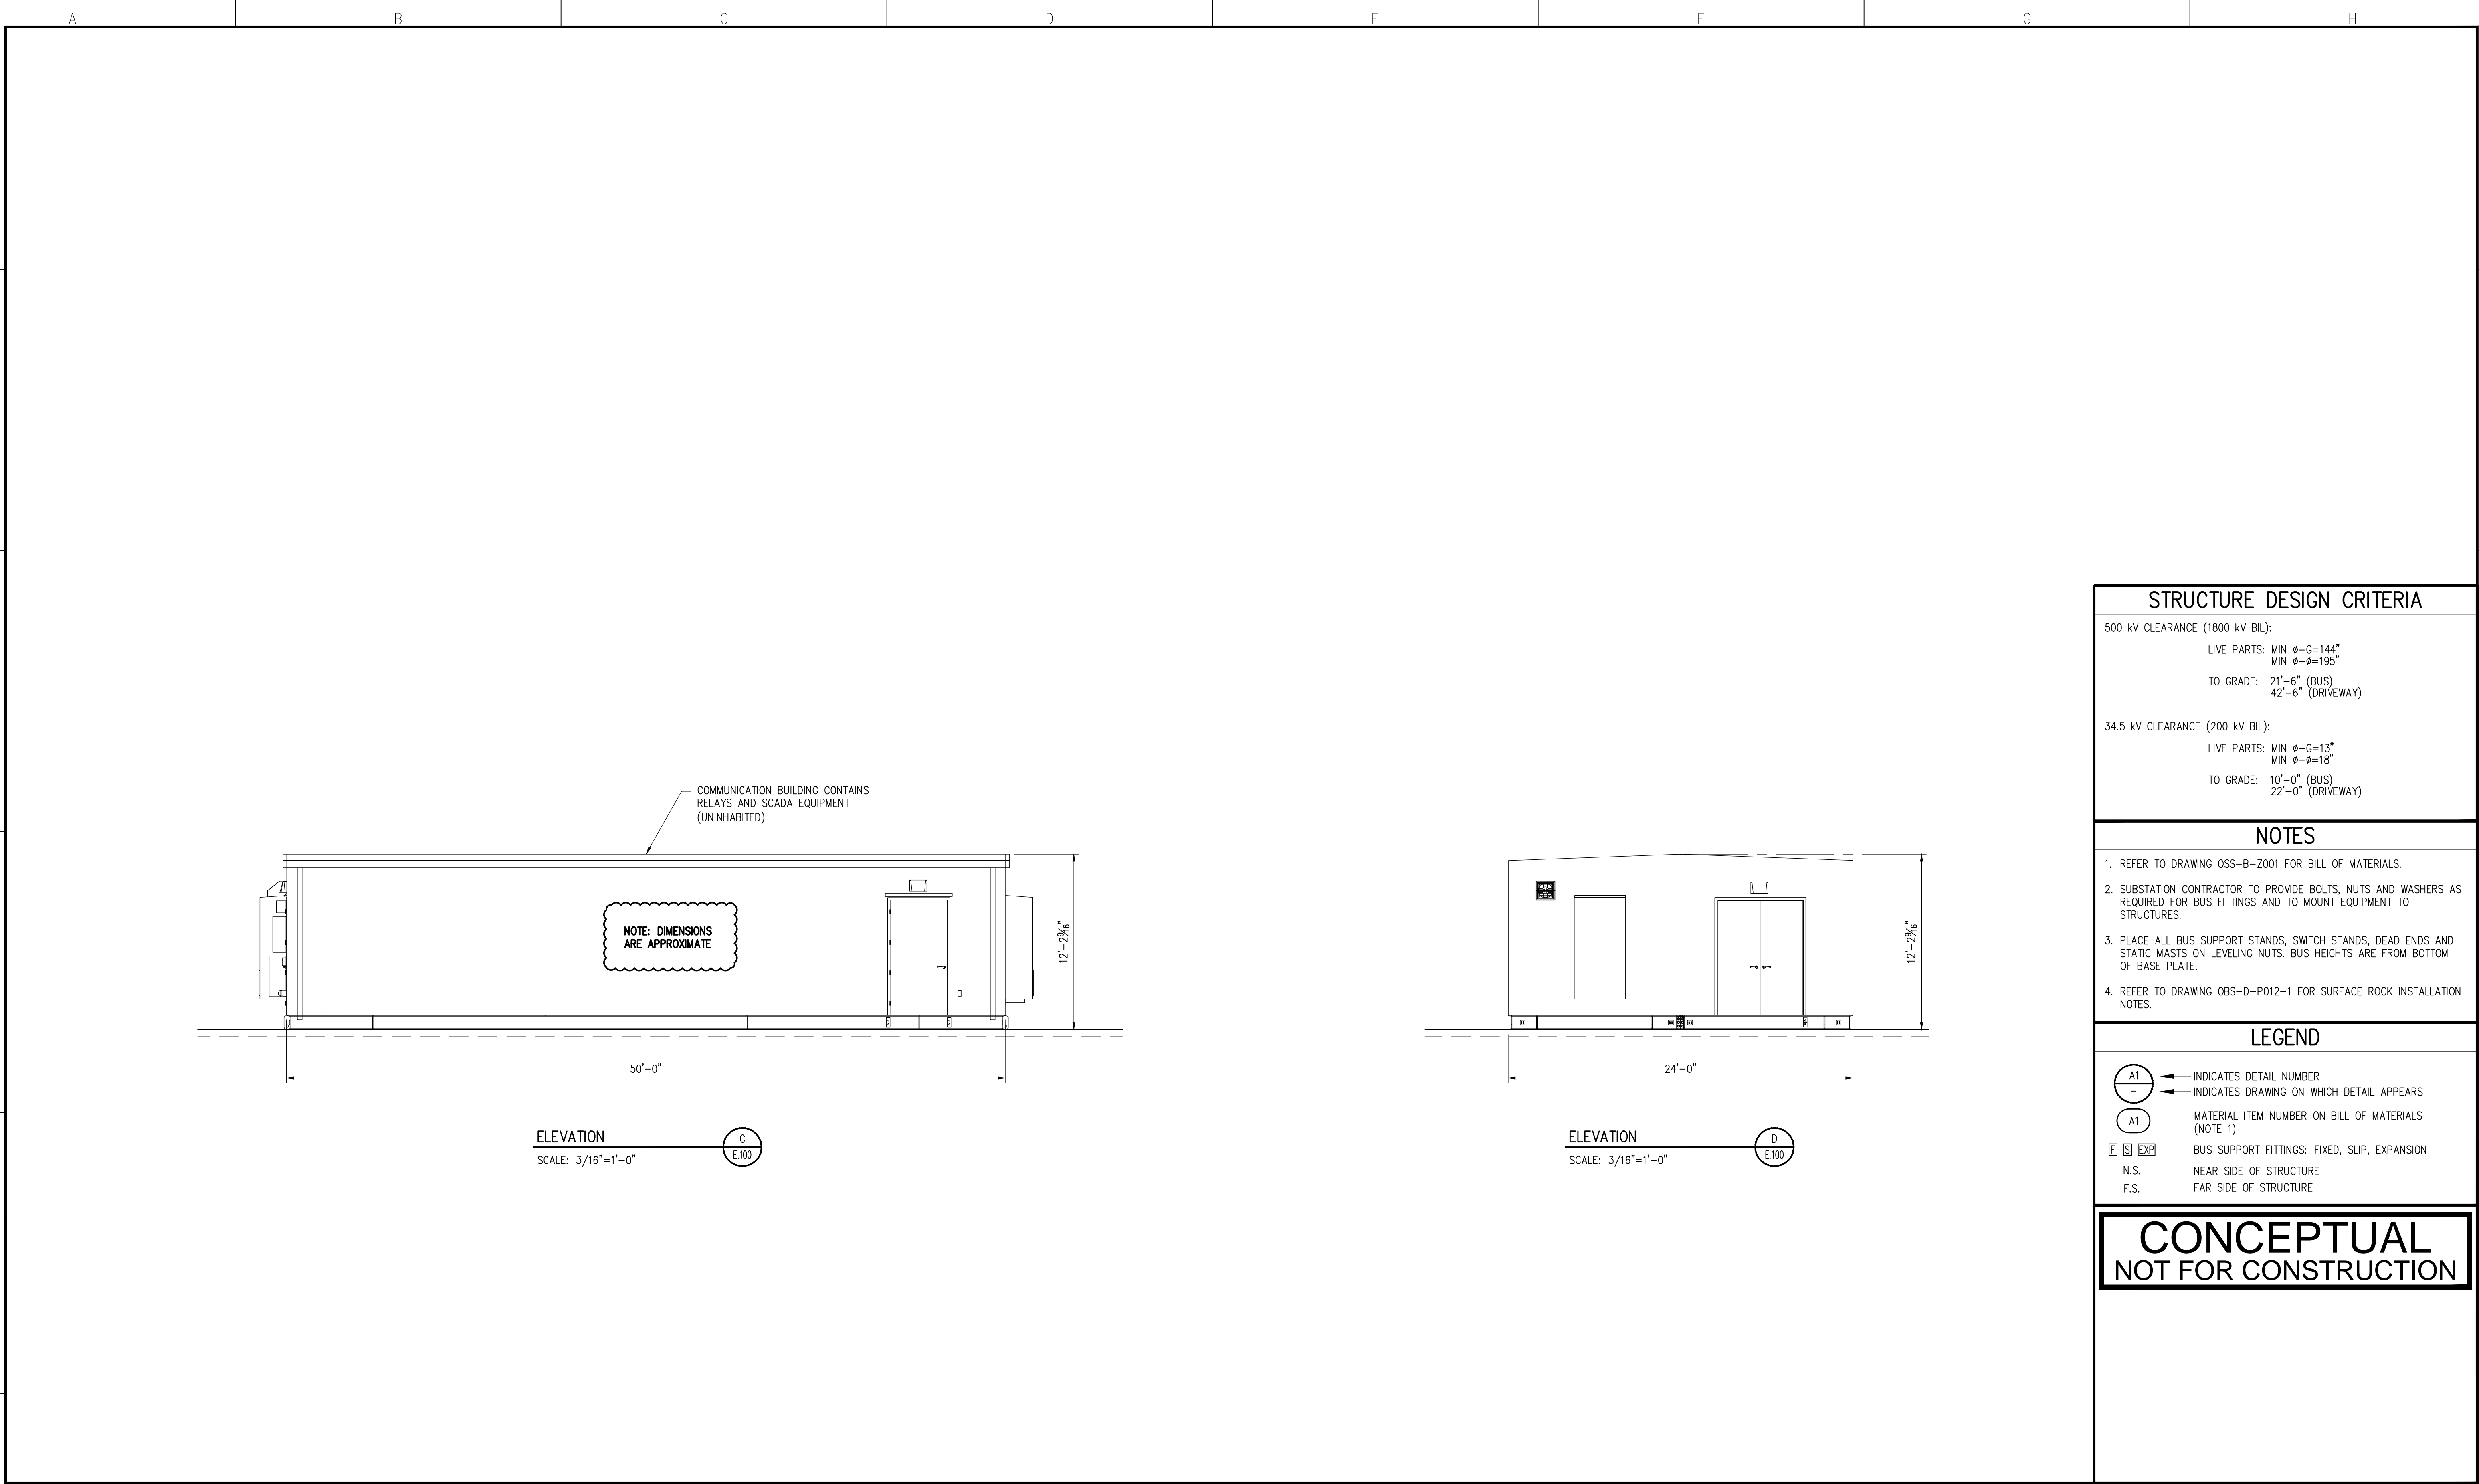 A B C D E F G H
COMMUNICATION BUILDING CONTAINS
RELAYS AND SCADA EQUIPMENT
(UNINHABITED)
NOTE: DIMENSIONS
ARE APPROXIMATE
12'-2 9/16"
50'-0"
ELEVATION
SCALE: 3/16"=1'-0"
C
E.100
12'-2 9/16"
24'-0"
ELEVATION
SCALE: 3/16"=1'-0"
D
E.100
STRUCTURE DESIGN CRITERIA
500 kV CLEARANCE (1800 kV BIL):
LIVE PARTS: MIN ø-G=144"
MIN ø-ø=195"
TO GRADE: 21'-6" (BUS)
42'-6" (DRIVEWAY)
34.5 kV CLEARANCE (200 kV BIL):
LIVE PARTS: MIN ø-G=13"
MIN ø-ø=18"
TO GRADE: 10'-0" (BUS)
22'-0" (DRIVEWAY)
NOTES
1. REFER TO DRAWING OSS-B-Z001 FOR BILL OF MATERIALS.
2. SUBSTATION CONTRACTOR TO PROVIDE BOLTS, NUTS AND WASHERS AS
REQUIRED FOR BUS FITTINGS AND TO MOUNT EQUIPMENT TO
STRUCTURES.
3. PLACE ALL BUS SUPPORT STANDS, SWITCH STANDS, DEAD ENDS AND
STATIC MASTS ON LEVELING NUTS. BUS HEIGHTS ARE FROM BOTTOM
OF BASE PLATE.
4. REFER TO DRAWING OBS-D-P012-1 FOR SURFACE ROCK INSTALLATION
NOTES.
LEGEND
A1 INDICATES DETAIL NUMBER
- INDICATES DRAWING ON WHICH DETAIL APPEARS
A1 MATERIAL ITEM NUMBER ON BILL OF MATERIALS
(NOTE 1)
F S EXP BUS SUPPORT FITTINGS: FIXED, SLIP, EXPANSION
N.S. NEAR SIDE OF STRUCTURE
F.S. FAR SIDE OF STRUCTURE
CONCEPTUAL
NOT FOR CONSTRUCTION